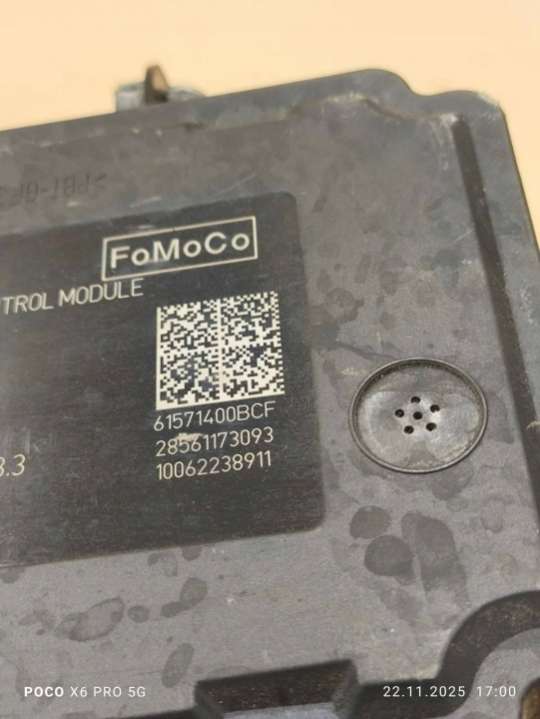 FoMoCo
TROL MODULE
61571400BCF
28561173093
10062238911
3.3
POCO X6 PRO 5G
22.11.2025 17:00